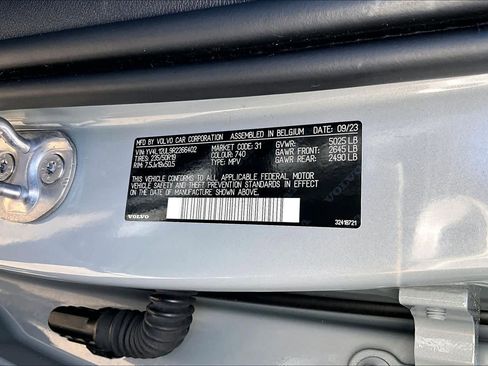 MFD BY VOLVO CAR CORPORATION ASSEMBLED IN BELGIUM DATE: 09/23
VIN: YV4L12UL9R2366402 MARKET CODE: 31 GVWR: 5025 LB
TIRES: 235/50R19 COLOUR: 740 GAWR FRONT: 2645 LB
RIM: 7.5Jx19x50.5 TYPE: MPV GAWR REAR: 2490 LB
THIS VEHICLE CONFORMS TO ALL APPLICABLE FEDERAL MOTOR
VEHICLE SAFETY AND THEFT PREVENTION STANDARDS IN EFFECT ON THE
DATE OF MANUFACTURE SHOWN ABOVE.
VOLVO
VOLVO
32418721